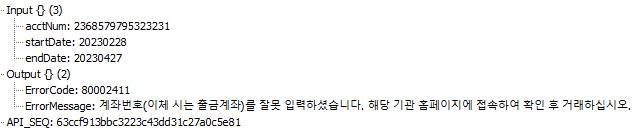 Input {} (3)
acctNum: 2368579795323231
startDate: 20230228
endDate: 20230427
Output {} (2)
ErrorCode: 80002411
ErrorMessage: 계좌번호(이체 시는 출금계좌)를 잘못 입력하셨습니다. 해당 기관 홈페이지에 접속하여 확인 후 거래하십시오.
API_SEQ: 63ccf913bbc3223c43dd31c27a0c5e81